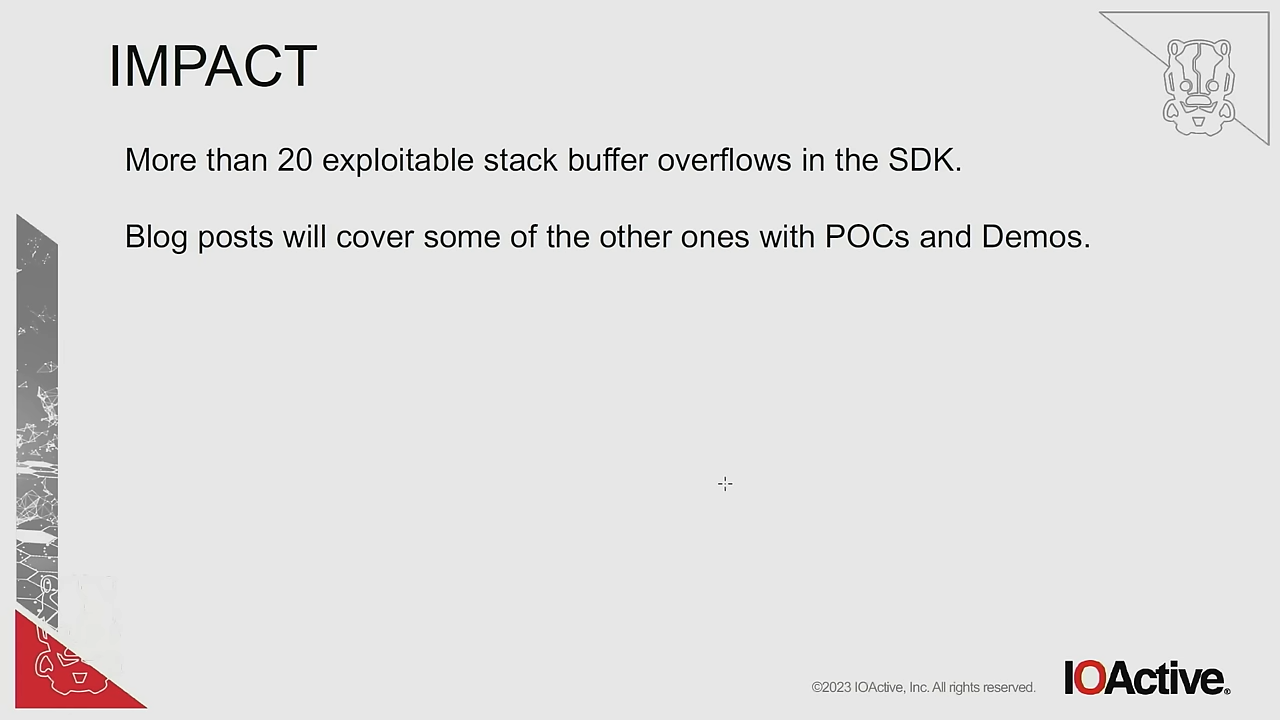 IMPACT
More than 20 exploitable stack buffer overflows in the SDK.
Blog posts will cover some of the other ones with POCs and Demos.
©2023 IOActive, Inc. All rights reserved.
IOActive®